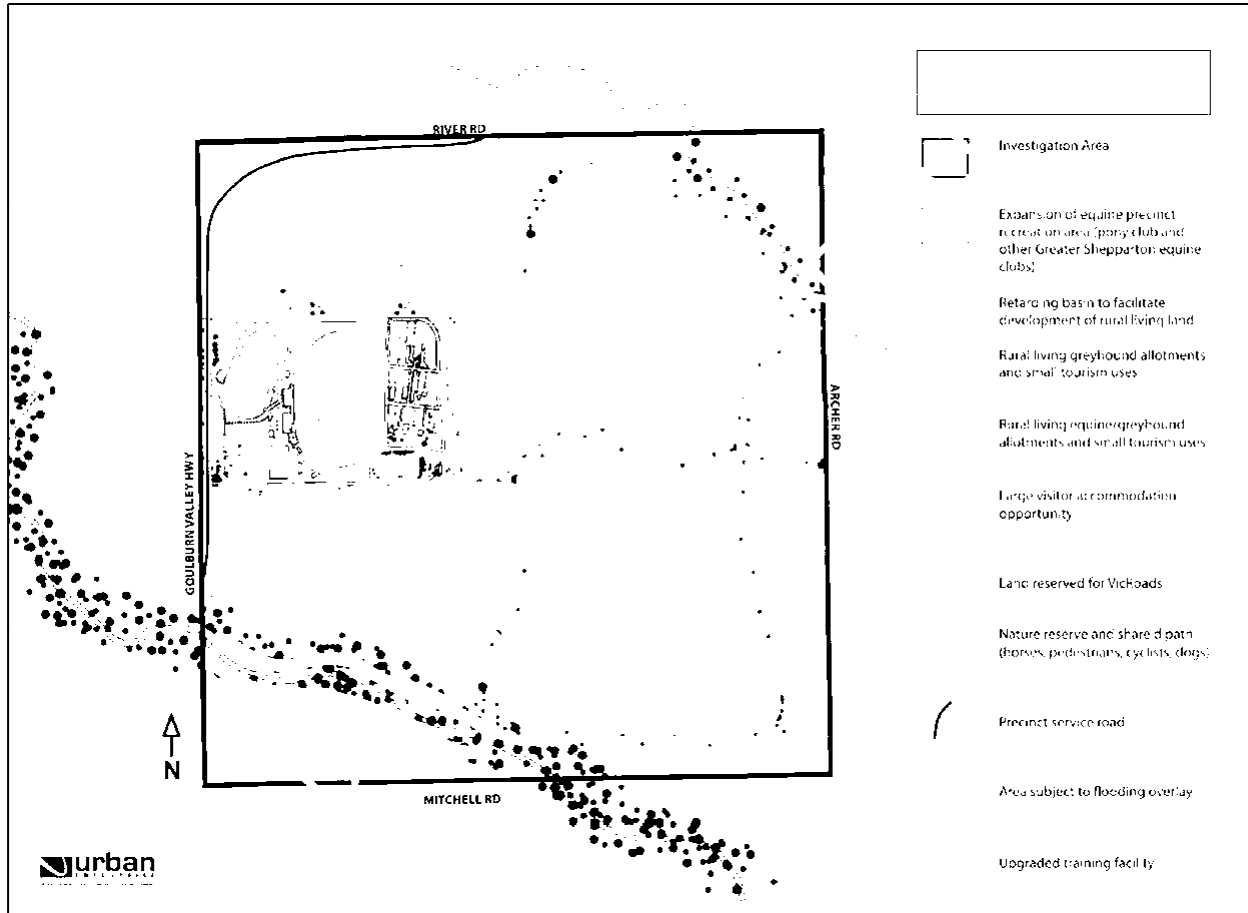 RIVER RD
Investigation Area
Expansion of equine precinct
recreation area (pony club and
other Greater Shepparton equine
clubs)
Retarding basin to facilitate
development of rural living land
Rural living greyhound allotments
and small tourism uses
ARCHER RD
Rural living equine/greyhound
allotments and small tourism uses
Large visitor accommodation
opportunity
GOULBURN VALLEY HWY
Land reserved for VicRoads
Nature reserve and shared path
(horses, pedestrians, cyclists, dogs)
Precinct service road
N
MITCHELL RD
Area subject to flooding overlay
urban
ENTERPRISE
Upgraded training facility